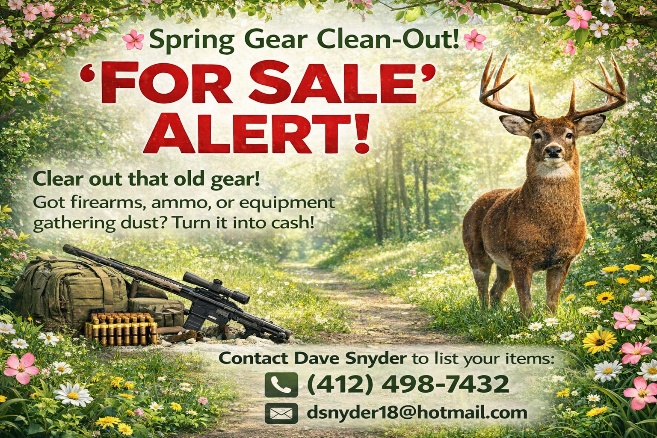 Spring Gear Clean-Out!
‘FOR SALE’
ALERT!
Clear out that old gear!
Got firearms, ammo, or equipment
gathering dust? Turn it into cash!
Contact Dave Snyder to list your items:
(412) 498-7432
dsnyder18@hotmail.com